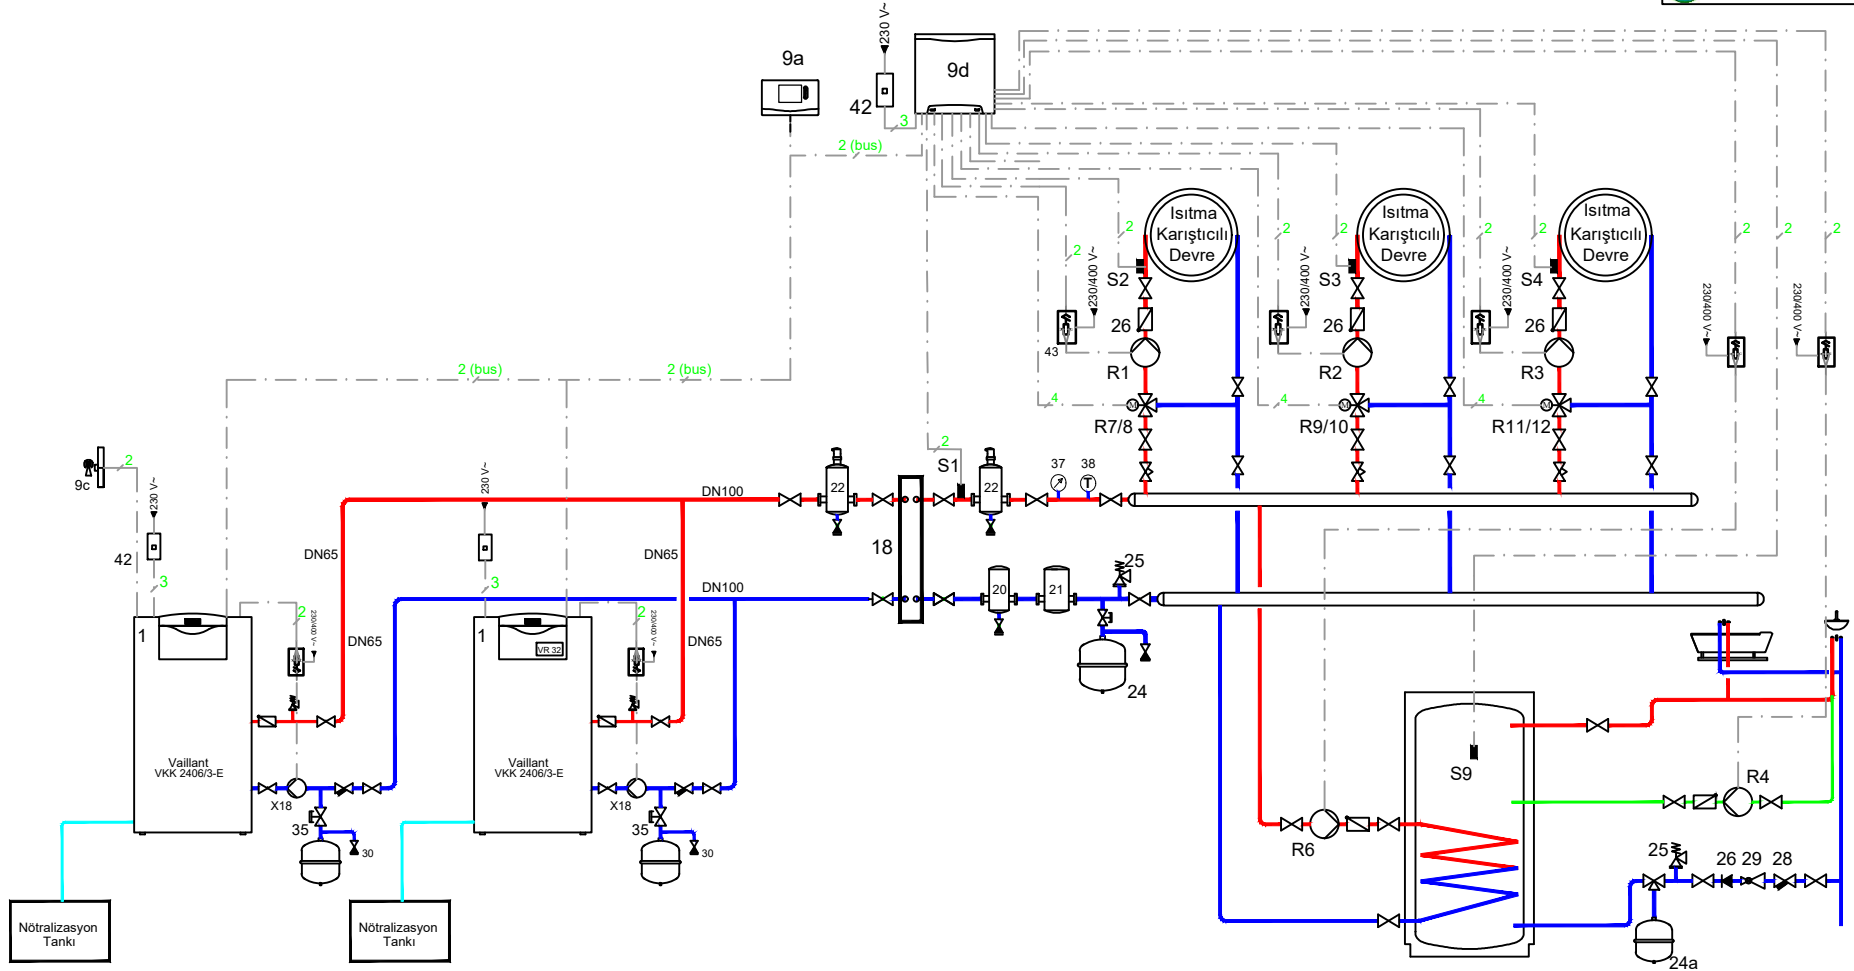 230 V~
9a
9d
42
3
2 (bus)
Isıtma
Karıştıcılı
Devre
Isıtma
Karıştıcılı
Devre
Isıtma
Karıştıcılı
Devre
2
2
2
2
2
2
2
2
2
230/400 V~
230/400 V~
230/400 V~
230/400 V~
230/400 V~
S2
S3
S4
26
26
26
43
R1
R2
R3
4
4
4
M
M
M
R7/8
R9/10
R11/12
2 (bus)
2 (bus)
2
9c
230 V~
230 V~
2
S1
37
38
T
22
22
DN100
18
42
DN65
DN65
3
3
DN100
25
20
21
24
1
2
230/400 V~
DN65
1
VR 32
2
230/400 V~
DN65
Vaillant
VKK 2406/3-E
Vaillant
VKK 2406/3-E
X18
X18
35
35
30
30
S9
R4
R6
25
26
29
28
24a
Nötralizasyon
Tankı
Nötralizasyon
Tankı